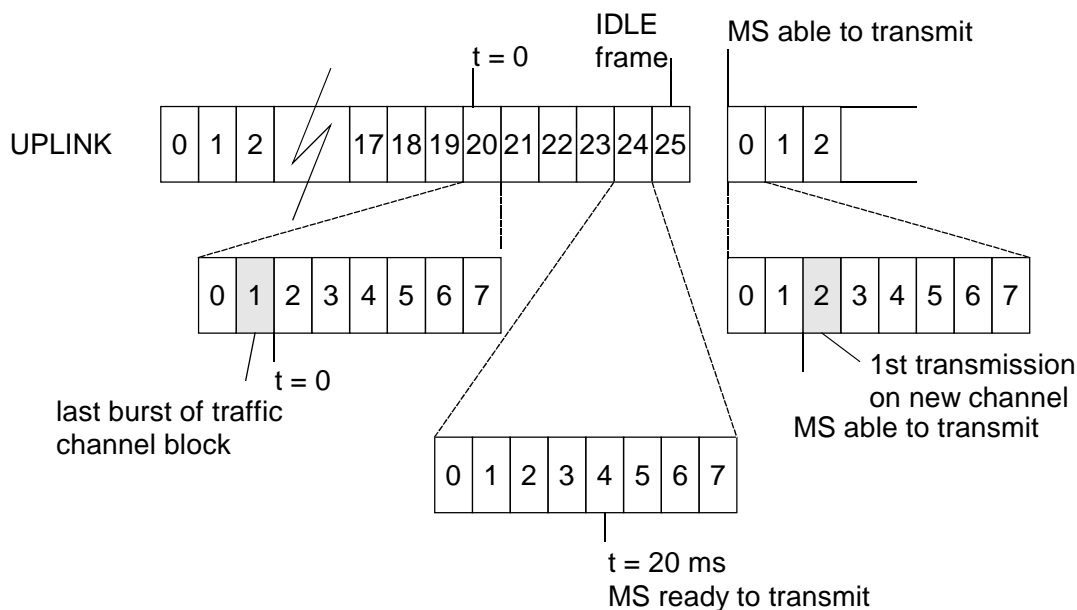 IDLE
frame
MS able to transmit
t = 0
UPLINK
0 1 2 17 18 19 20 21 22 23 24 25
0 1 2
0 1 2 3 4 5 6 7
0 1 2 3 4 5 6 7
t = 0
last burst of traffic
channel block
1st transmission
on new channel
MS able to transmit
0 1 2 3 4 5 6 7
t = 20 ms
MS ready to transmit